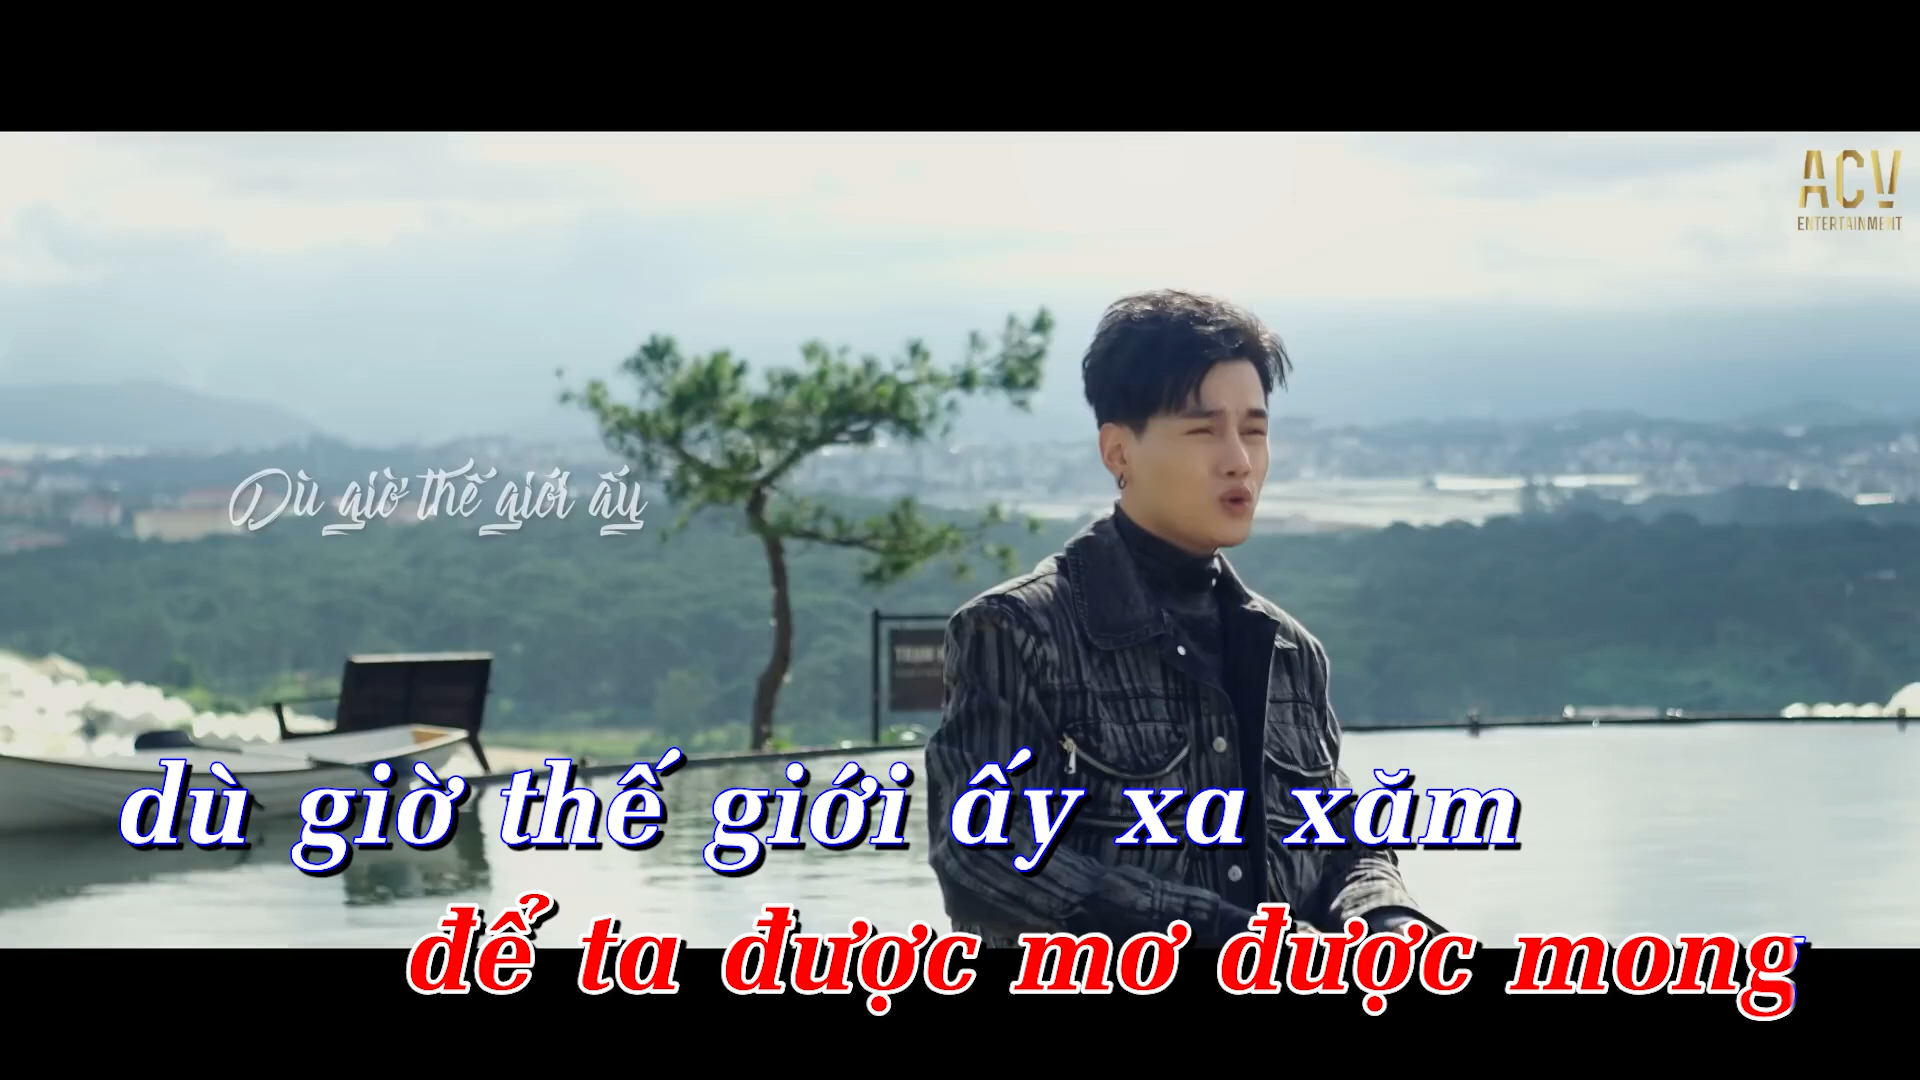 ACV
ENTERTAINMENT
Dù giờ thế giới ấy
dù giờ thế giới ấy xa xăm
để ta được mơ được mong